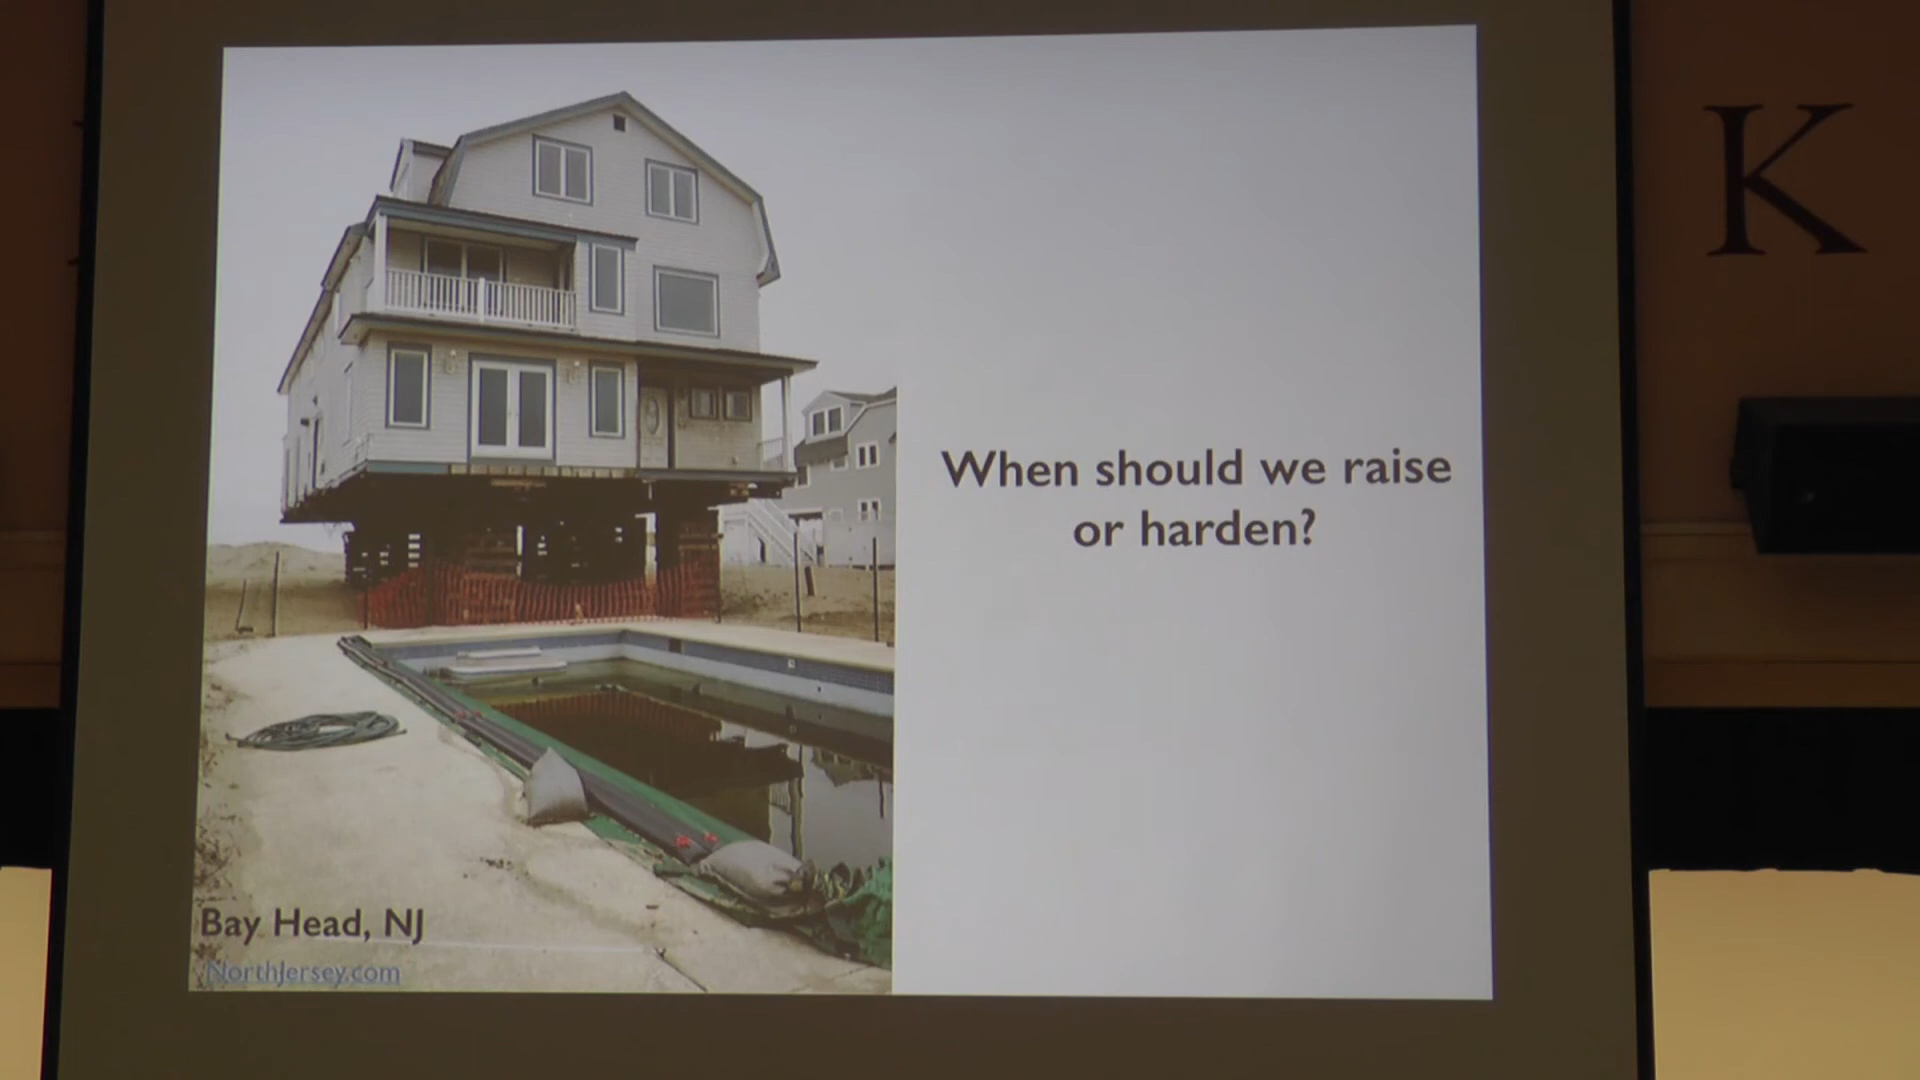 K
When should we raise
or harden?
Bay Head, NJ
NorthJersey.com